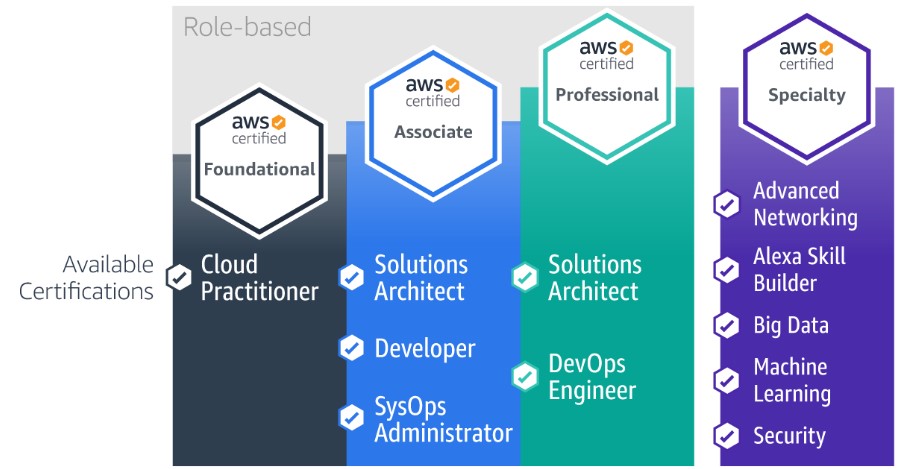 Role-based
aws
certified
Foundational
Cloud
Practitioner
aws
certified
Associate
Solutions
Architect
Developer
SysOps
Administrator
aws
certified
Professional
Solutions
Architect
DevOps
Engineer
aws
certified
Specialty
Advanced
Networking
Alexa Skill
Builder
Big Data
Machine
Learning
Security
Available
Certifications